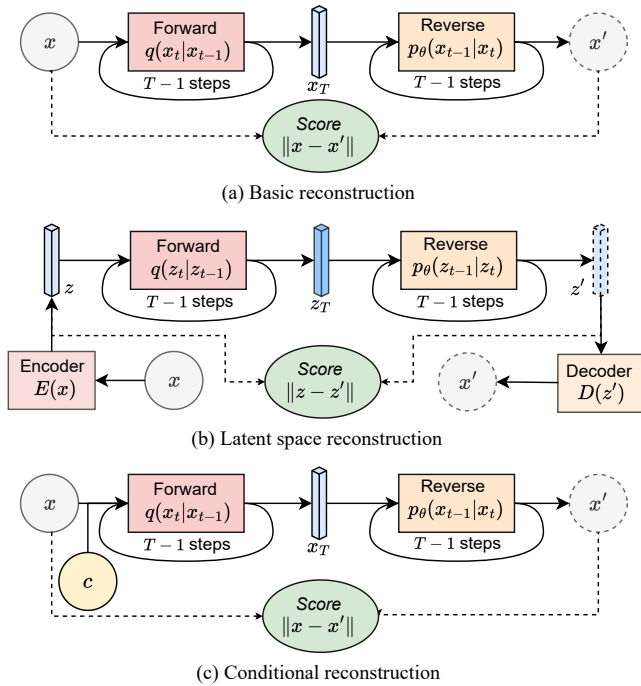 x
Forward
q(x_t|x_{t-1})
T − 1 steps
x_T
Reverse
p_θ(x_{t-1}|x_t)
T − 1 steps
x′
Score
‖x − x′‖
(a) Basic reconstruction
z
Forward
q(z_t|z_{t-1})
T − 1 steps
z_T
Reverse
p_θ(z_{t-1}|z_t)
T − 1 steps
z′
Encoder
E(x)
x
Score
‖z − z′‖
x′
Decoder
D(z′)
(b) Latent space reconstruction
x
Forward
q(x_t|x_{t-1})
T − 1 steps
x_T
Reverse
p_θ(x_{t-1}|x_t)
T − 1 steps
x′
c
Score
‖x − x′‖
(c) Conditional reconstruction